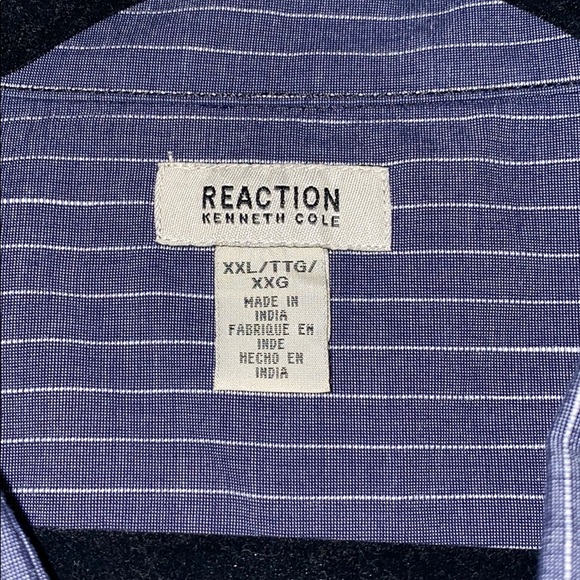 REACTION
KENNETH COLE
XXL/TTG/
XXG
MADE IN
INDIA
FABRIQUE EN
INDE
HECHO EN
INDIA